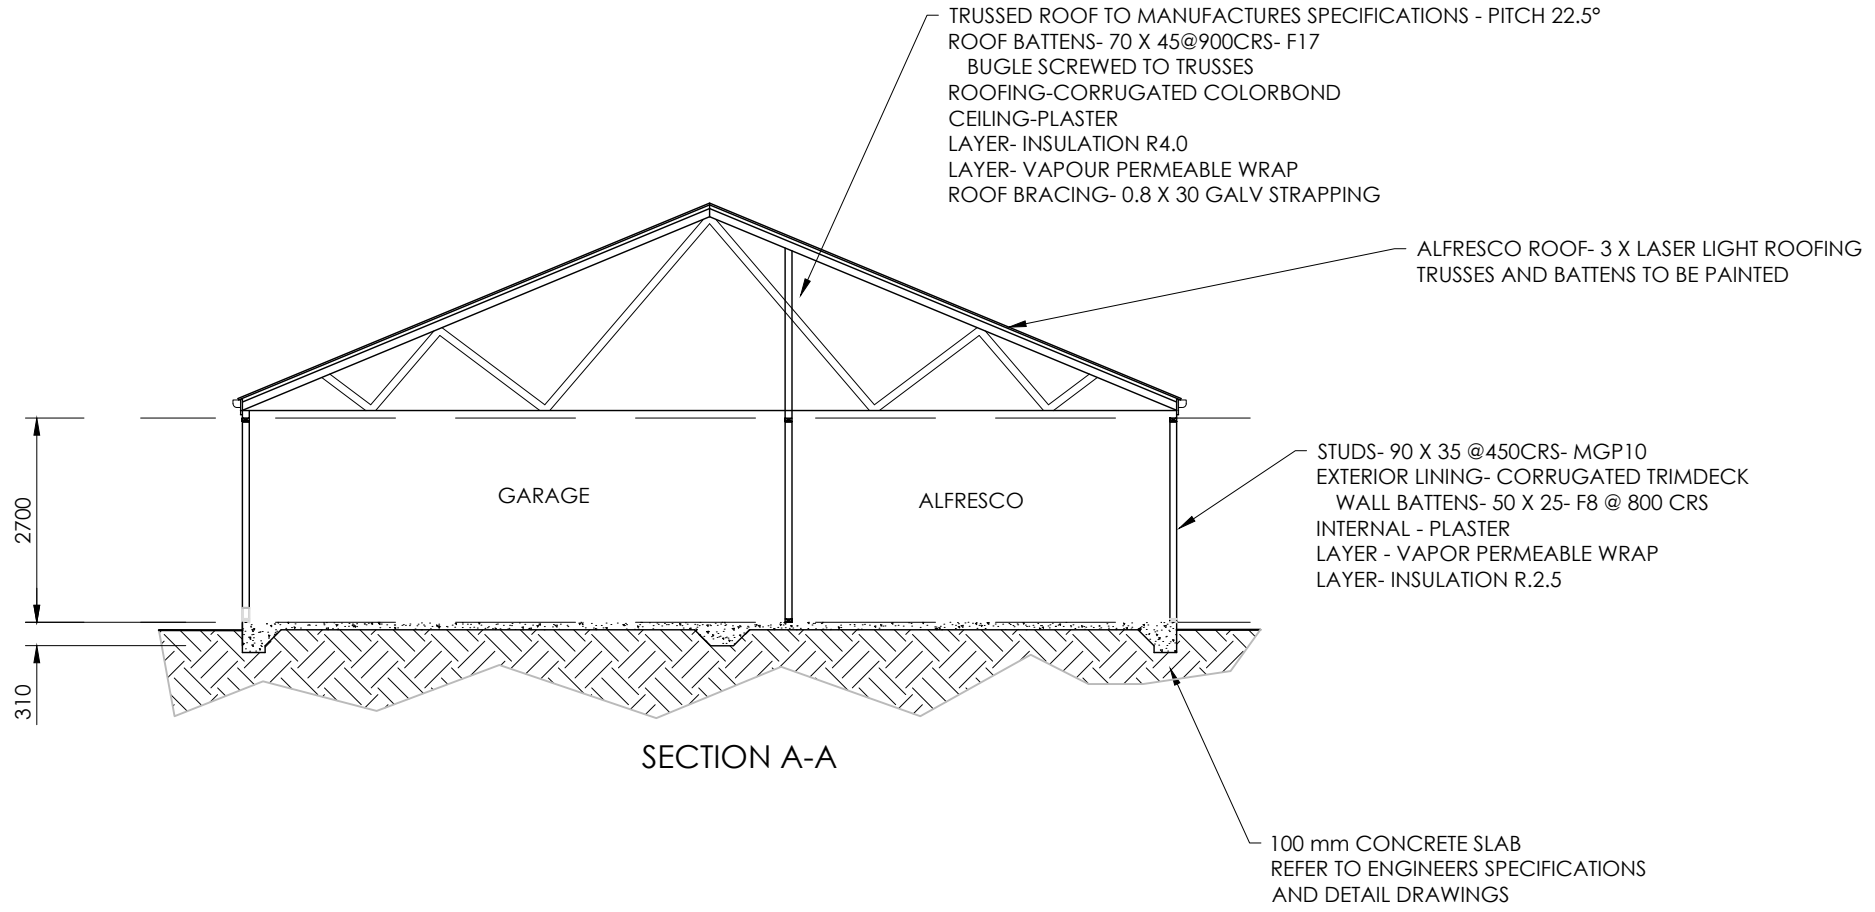 TRUSSED ROOF TO MANUFACTURES SPECIFICATIONS - PITCH 22.5°
ROOF BATTENS- 70 X 45@900CRS- F17
BUGLE SCREWED TO TRUSSES
ROOFING-CORRUGATED COLORBOND
CEILING-PLASTER
LAYER- INSULATION R4.0
LAYER- VAPOUR PERMEABLE WRAP
ROOF BRACING- 0.8 X 30 GALV STRAPPING
ALFRESCO ROOF- 3 X LASER LIGHT ROOFING
TRUSSES AND BATTENS TO BE PAINTED
STUDS- 90 X 35 @450CRS- MGP10
EXTERIOR LINING- CORRUGATED TRIMDECK
WALL BATTENS- 50 X 25- F8 @ 800 CRS
INTERNAL - PLASTER
LAYER - VAPOR PERMEABLE WRAP
LAYER- INSULATION R.2.5
GARAGE
ALFRESCO
2700
310
SECTION A-A
100 mm CONCRETE SLAB
REFER TO ENGINEERS SPECIFICATIONS
AND DETAIL DRAWINGS